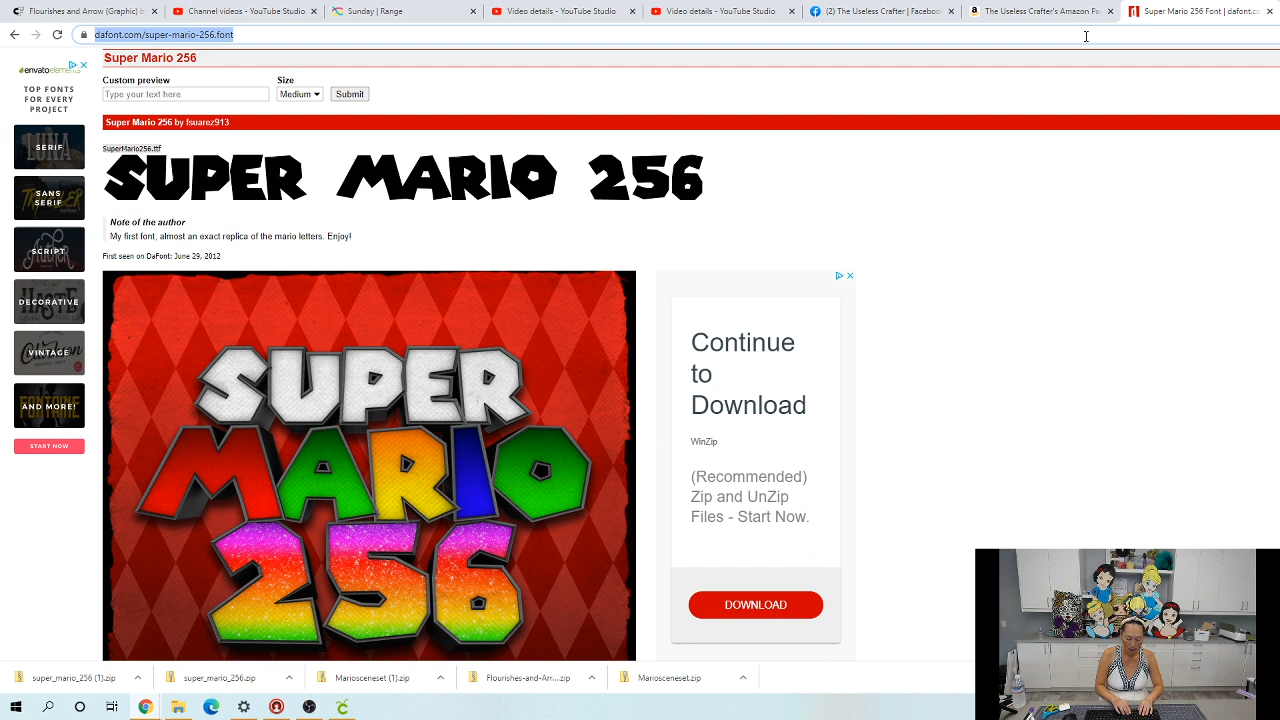 Flourishes and Arrow (Graphic) b
Channel videos - YouTube Studio
Sunday | Range
Video details - YouTube Studio
Video details - YouTube Studio
(2) The Useless Crafter | Facebook
The Useless Crafter's Amazon Pa
Super Mario 256 Font | dafont.co
dafont.com/super-mario-256.font
Super Mario 256
Custom preview
Size
Type your text here
Medium
Submit
Super Mario 256 by fsuarez913
SuperMario256.ttf
SUPER MARIO 256
Note of the author
My first font, almost an exact replica of the mario letters. Enjoy!
First seen on DaFont: June 29, 2012
envato elements
TOP FONTS
FOR EVERY
PROJECT
SERIF
LUNA
SANS
SERIF
SCRIPT
DECORATIVE
HASTE
VINTAGE
AND MORE!
FONTAINE
START NOW
SUPER
MARIO
256
Continue
to
Download
WinZip
(Recommended)
Zip and UnZip
Files - Start Now.
DOWNLOAD
super_mario_256 (1).zip
super_mario_256.zip
Mariosceneset (1).zip
Flourishes-and-Arr....zip
Mariosceneset.zip